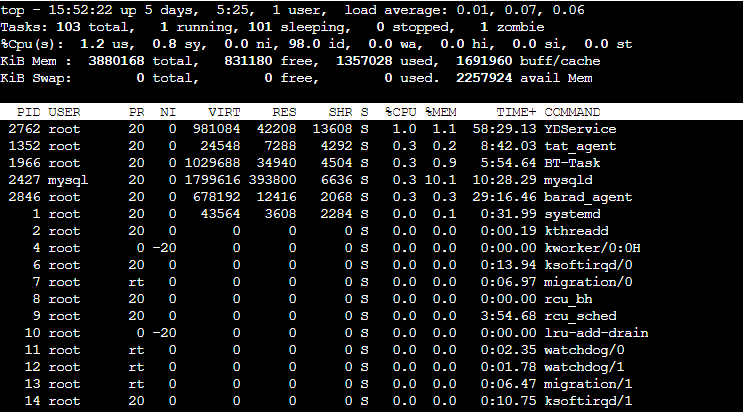 top - 15:52:22 up 5 days,  5:25,  1 user,  load average: 0.01, 0.07, 0.06
Tasks: 103 total,   1 running, 101 sleeping,   0 stopped,   1 zombie
%Cpu(s):  1.2 us,  0.8 sy,  0.0 ni, 98.0 id,  0.0 wa,  0.0 hi,  0.0 si,  0.0 st
KiB Mem :  3880168 total,   831180 free,  1357028 used,  1691960 buff/cache
KiB Swap:        0 total,        0 free,        0 used.  2257924 avail Mem
  PID USER      PR  NI    VIRT    RES    SHR S  %CPU %MEM     TIME+ COMMAND
 2762 root      20   0  981084  42208  13608 S   1.0  1.1  58:29.13 YDService
 1352 root      20   0   24548   7288   4292 S   0.3  0.2   8:42.03 tat_agent
 1966 root      20   0 1029688  34940   4504 S   0.3  0.9   5:54.64 BT-Task
 2427 mysql     20   0 1799616 393800   6636 S   0.3 10.1  10:28.29 mysqld
 2846 root      20   0  678192  12416   2068 S   0.3  0.3  29:16.46 barad_agent
    1 root      20   0   43564   3608   2284 S   0.0  0.1   0:31.99 systemd
    2 root      20   0       0      0      0 S   0.0  0.0   0:00.19 kthreadd
    4 root       0 -20       0      0      0 S   0.0  0.0   0:00.00 kworker/0:0H
    6 root      20   0       0      0      0 S   0.0  0.0   0:13.94 ksoftirqd/0
    7 root      rt   0       0      0      0 S   0.0  0.0   0:06.97 migration/0
    8 root      20   0       0      0      0 S   0.0  0.0   0:00.00 rcu_bh
    9 root      20   0       0      0      0 S   0.0  0.0   3:54.68 rcu_sched
   10 root       0 -20       0      0      0 S   0.0  0.0   0:00.00 lru-add-drain
   11 root      rt   0       0      0      0 S   0.0  0.0   0:02.35 watchdog/0
   12 root      rt   0       0      0      0 S   0.0  0.0   0:01.78 watchdog/1
   13 root      rt   0       0      0      0 S   0.0  0.0   0:06.47 migration/1
   14 root      20   0       0      0      0 S   0.0  0.0   0:10.75 ksoftirqd/1